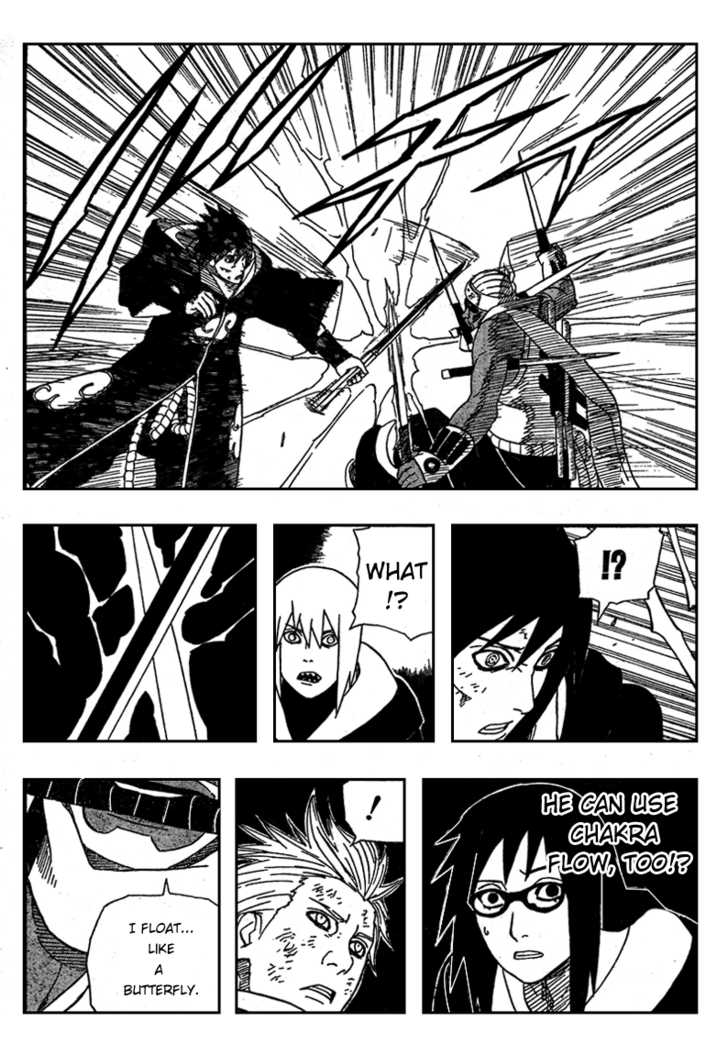 !?
WHAT
!?
HE CAN USE
CHAKRA
FLOW, TOO!?
!
I FLOAT...
LIKE
A
BUTTERFLY.